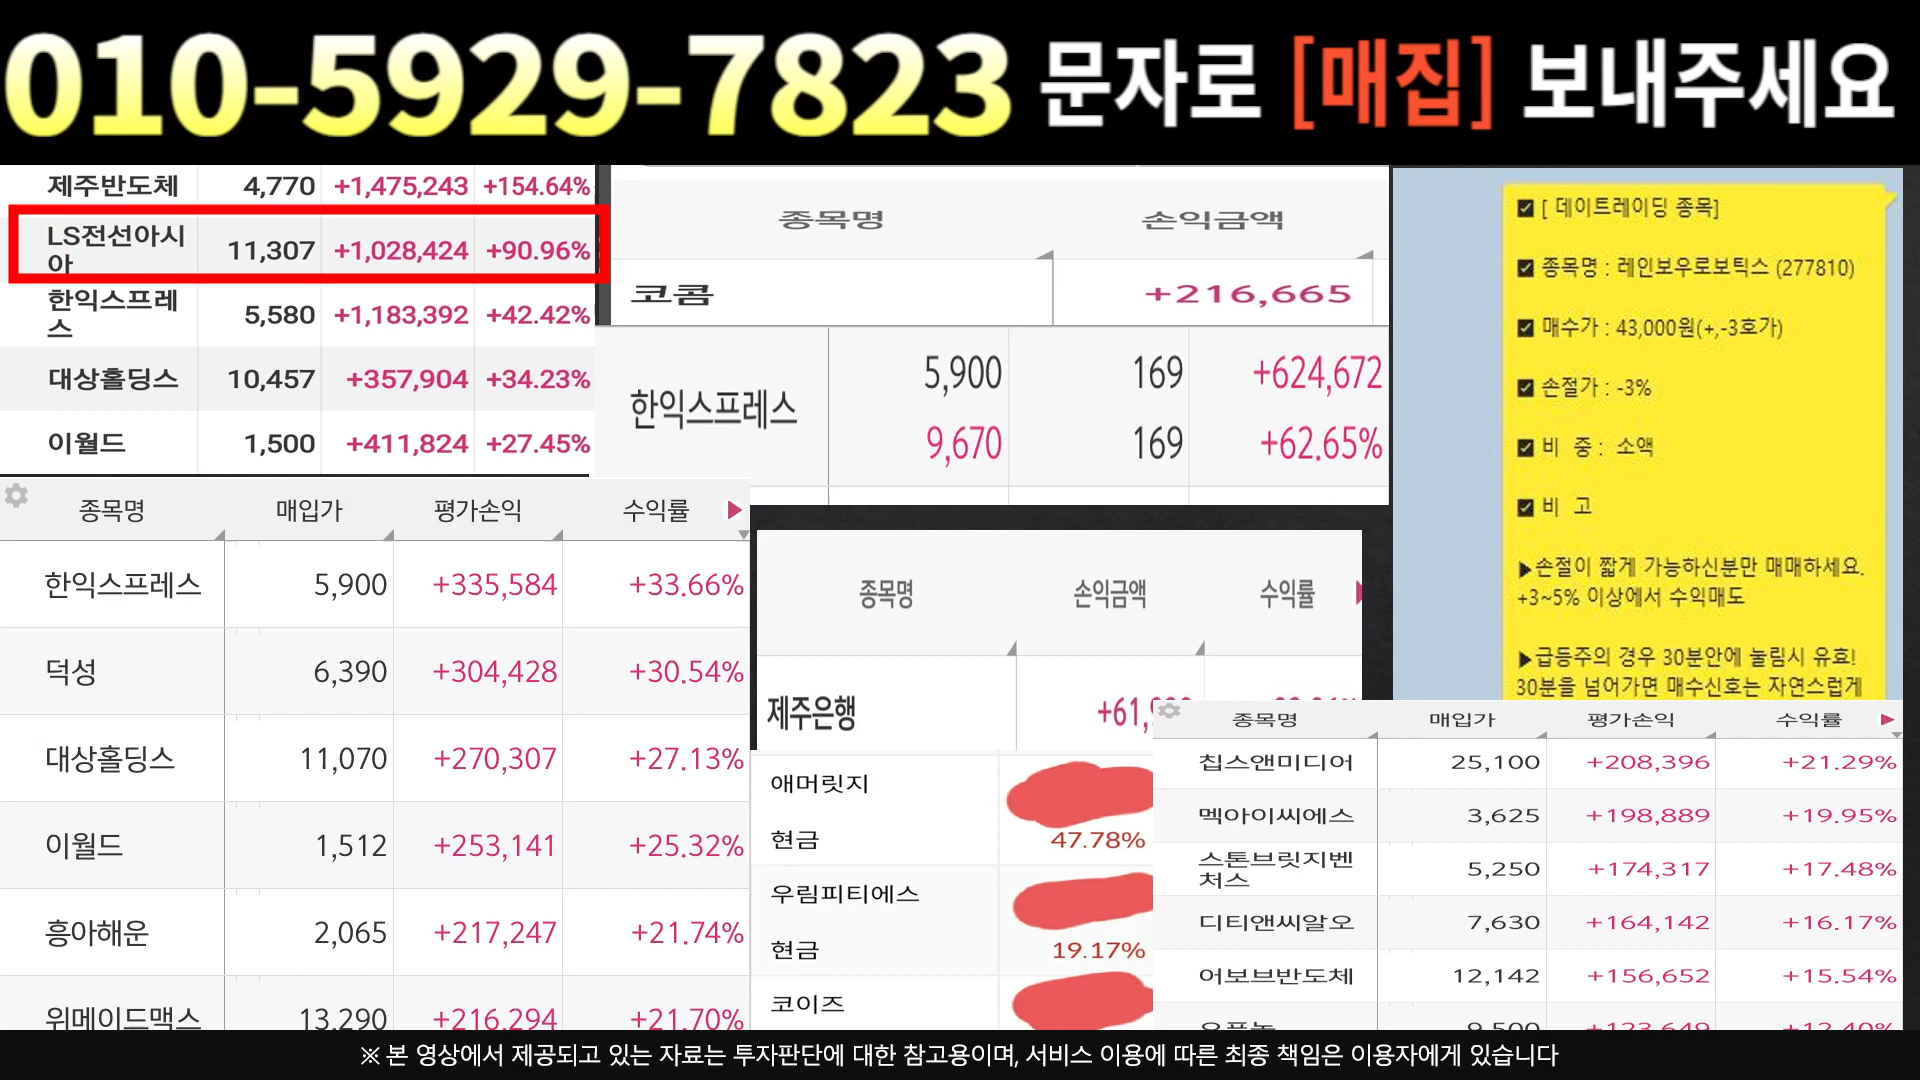 010-5929-7823 문자로 [매집] 보내주세요
제주반도체 4,770 +1,475,243 +154.64%
LS전선아시
아 11,307 +1,028,424 +90.96%
한익스프레
스 5,580 +1,183,392 +42.42%
대상홀딩스 10,457 +357,904 +34.23%
이월드 1,500 +411,824 +27.45%
종목명 손익금액
코콤 +216,665
한익스프레스 5,900 169 +624,672
9,670 169 +62.65%
[ 데이트레이딩 종목]
종목명 : 레인보우로보틱스 (277810)
매수가 : 43,000원(+,-3호가)
손절가 : -3%
비 중 : 소액
비 고
▶손절이 짧게 가능하신분만 매매하세요.
+3~5% 이상에서 수익매도
▶급등주의 경우 30분안에 눌림시 유효!
30분을 넘어가면 매수신호는 자연스럽게
종목명 매입가 평가손익 수익률
한익스프레스 5,900 +335,584 +33.66%
덕성 6,390 +304,428 +30.54%
대상홀딩스 11,070 +270,307 +27.13%
이월드 1,512 +253,141 +25.32%
흥아해운 2,065 +217,247 +21.74%
위메이드맥스 13,290 +216,294 +21.70%
종목명 손익금액 수익률
제주은행 +61,
애머릿지
현금 47.78%
우림피티에스
현금 19.17%
코이즈
종목명 매입가 평가손익 수익률
칩스앤미디어 25,100 +208,396 +21.29%
멕아이씨에스 3,625 +198,889 +19.95%
스톤브릿지벤
처스 5,250 +174,317 +17.48%
디티앤씨알오 7,630 +164,142 +16.17%
어보브반도체 12,142 +156,652 +15.54%
※ 본 영상에서 제공되고 있는 자료는 투자판단에 대한 참고용이며, 서비스 이용에 따른 최종 책임은 이용자에게 있습니다